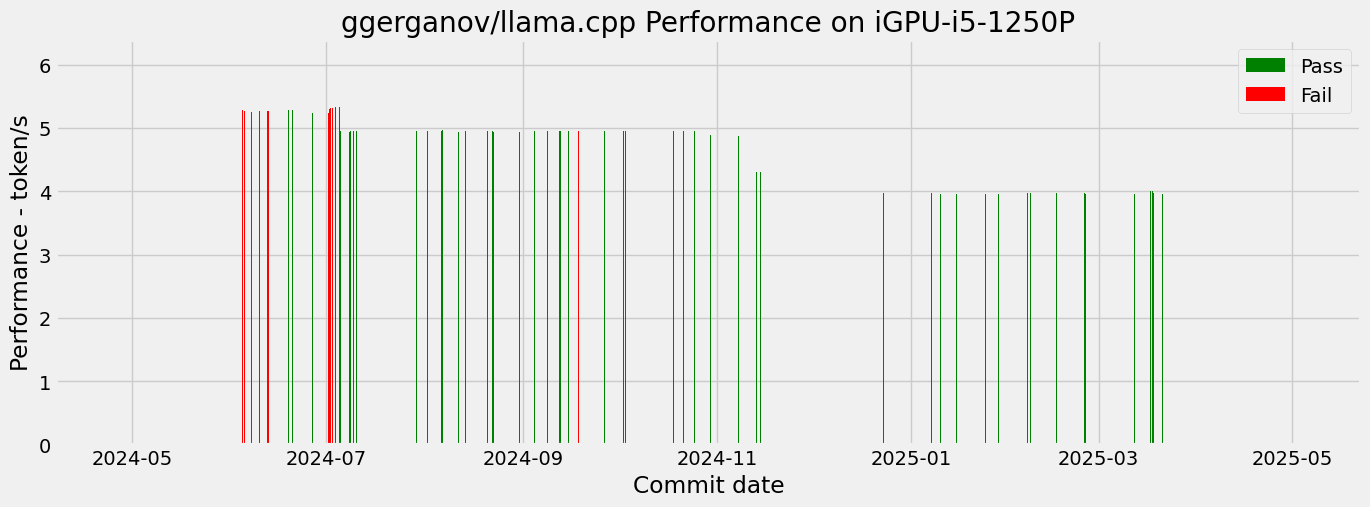 ggerganov/llama.cpp Performance on iGPU-i5-1250P
Performance - token/s
6
5
4
3
2
1
0
Pass
Fail
2024-05
2024-07
2024-09
2024-11
2025-01
2025-03
2025-05
Commit date